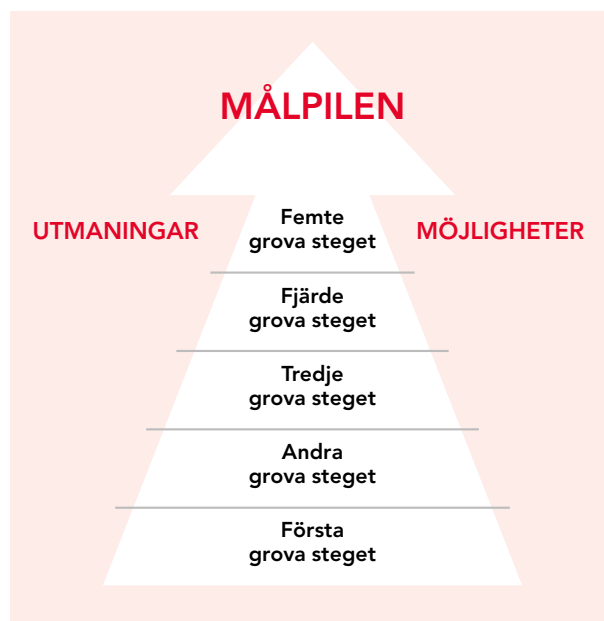 MÅLPILEN
UTMANINGAR
MÖJLIGHETER
Femte
grova steget
Fjärde
grova steget
Tredje
grova steget
Andra
grova steget
Första
grova steget